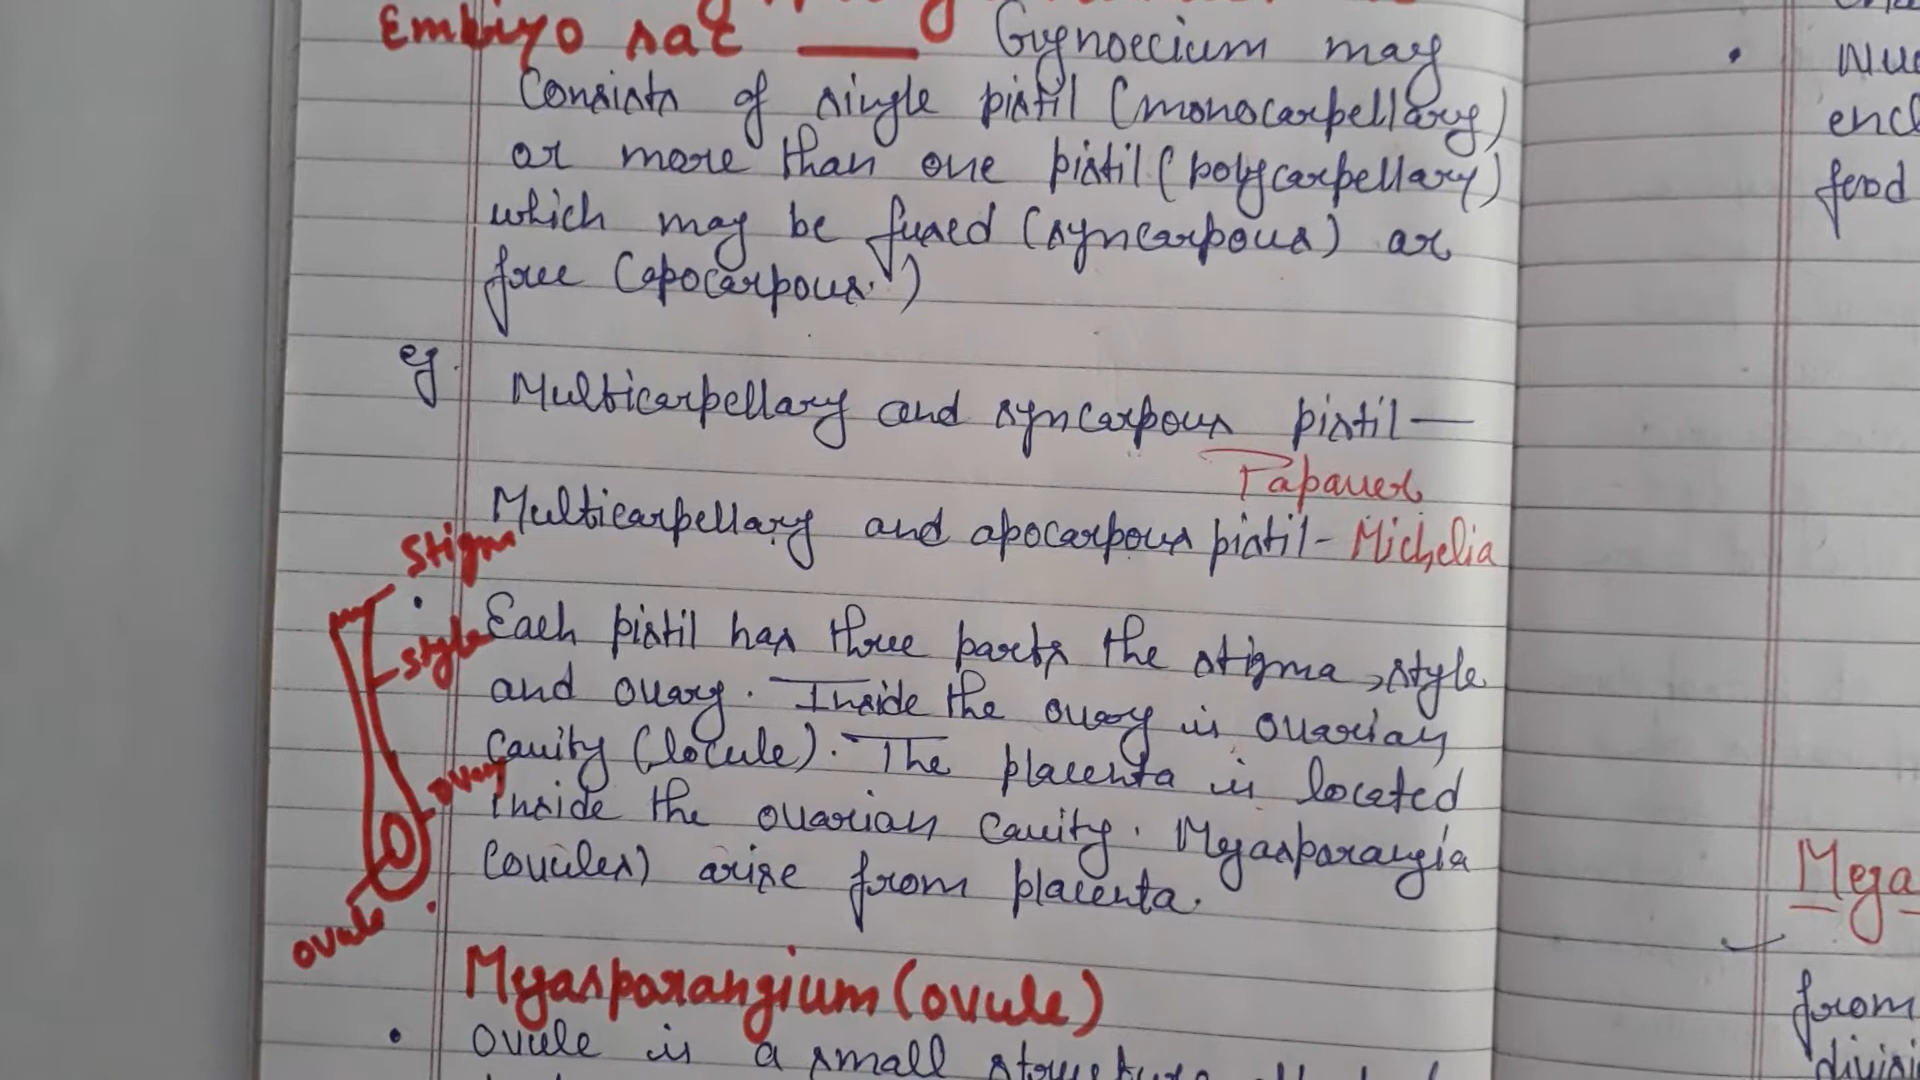 Embryo sac — Gynoecium may
Consists of single pistil (monocarpellary)
or more than one pistil (polycarpellary)
which may be fused (syncarpous) or
free (apocarpous.)
eg. Multicarpellary and syncarpous pistil —
Papaver
Multicarpellary and apocarpous pistil - Michelia
Stigma
• Each pistil has three parts the stigma, style
style
and ovary. Inside the ovary is ovarian
cavity (locule). The placenta is located
ovary
inside the ovarian cavity. Megasporangia
(ovules) arise from placenta.
ovule
Megasporangium (ovule)
• Ovule is a small
• Nu
encl
food
Mega
from
divisi